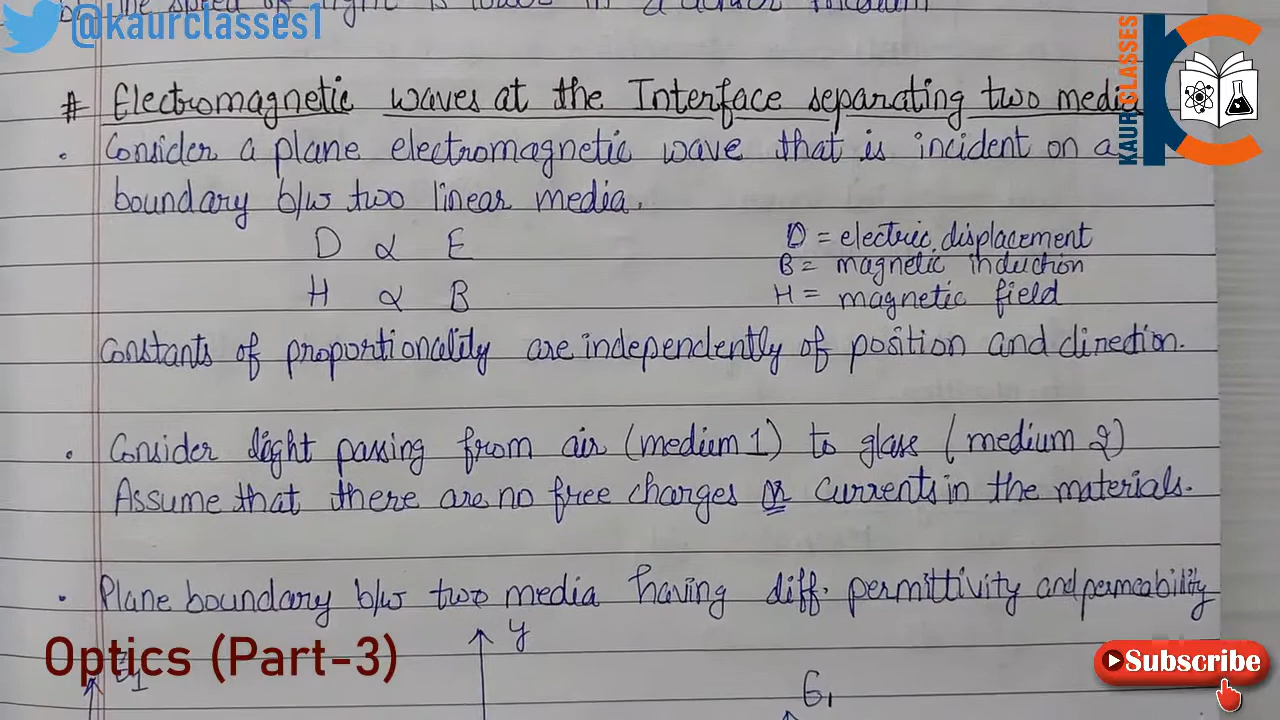 @kaurclasses1
KAUR CLASSES
# Electromagnetic waves at the Interface separating two media
. Consider a plane electromagnetic wave that is incident on a
boundary b/w two linear media.
D ∝ E
H ∝ B
D = electric displacement
B = magnetic induction
H = magnetic field
Constants of proportionality are independently of position and direction.
. Consider light passing from air (medium 1) to glass (medium 2)
Assume that there are no free charges or currents in the materials.
. Plane boundary b/w two media having diff. permittivity and permeability
y
Optics (Part-3)
Subscribe